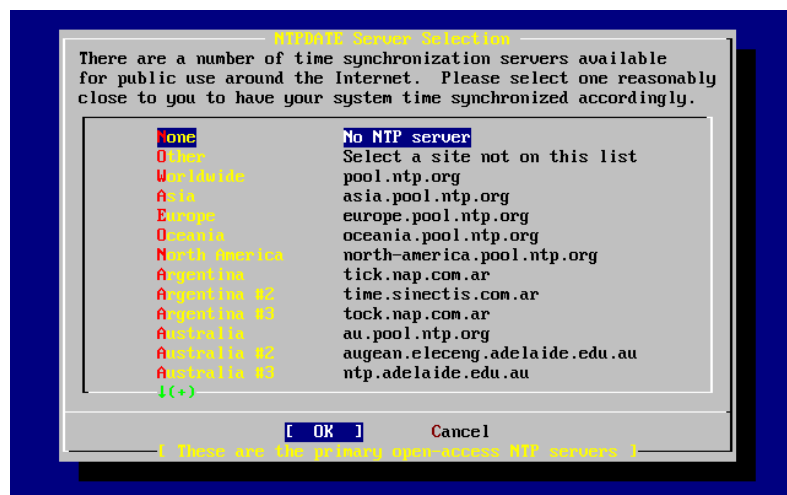 NTPDATE Server Selection
There are a number of time synchronization servers available
for public use around the Internet.  Please select one reasonably
close to you to have your system time synchronized accordingly.
None No NTP server
Other Select a site not on this list
Worldwide pool.ntp.org
Asia asia.pool.ntp.org
Europe europe.pool.ntp.org
Oceania oceania.pool.ntp.org
North America north-america.pool.ntp.org
Argentina tick.nap.com.ar
Argentina #2 time.sinectis.com.ar
Argentina #3 tock.nap.com.ar
Australia au.pool.ntp.org
Australia #2 augean.eleceng.adelaide.edu.au
Australia #3 ntp.adelaide.edu.au
↓(+)
[  OK  ] Cancel
[ These are the primary open-access NTP servers ]